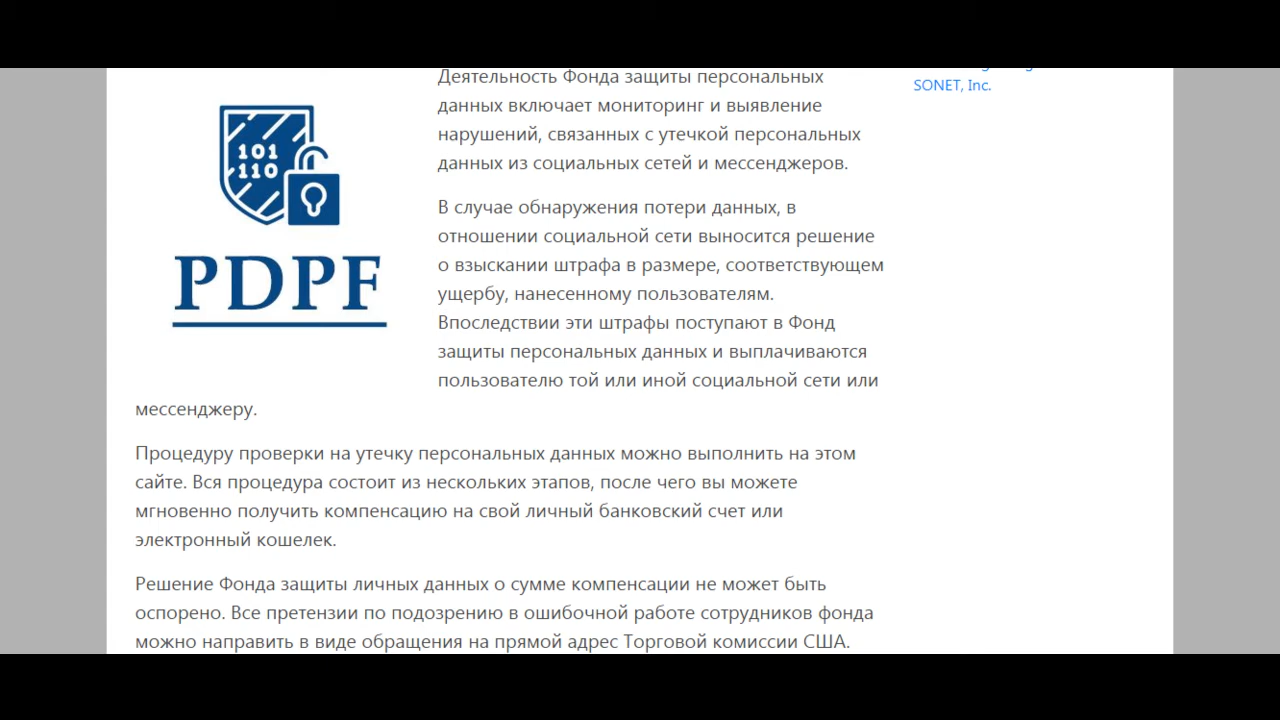 Деятельность Фонда защиты персональных
данных включает мониторинг и выявление
нарушений, связанных с утечкой персональных
данных из социальных сетей и мессенджеров.
SONET, Inc.
101
110
PDPF
В случае обнаружения потери данных, в
отношении социальной сети выносится решение
о взыскании штрафа в размере, соответствующем
ущербу, нанесенному пользователям.
Впоследствии эти штрафы поступают в Фонд
защиты персональных данных и выплачиваются
пользователю той или иной социальной сети или
мессенджеру.
Процедуру проверки на утечку персональных данных можно выполнить на этом
сайте. Вся процедура состоит из нескольких этапов, после чего вы можете
мгновенно получить компенсацию на свой личный банковский счет или
электронный кошелек.
Решение Фонда защиты личных данных о сумме компенсации не может быть
оспорено. Все претензии по подозрению в ошибочной работе сотрудников фонда
можно направить в виде обращения на прямой адрес Торговой комиссии США.